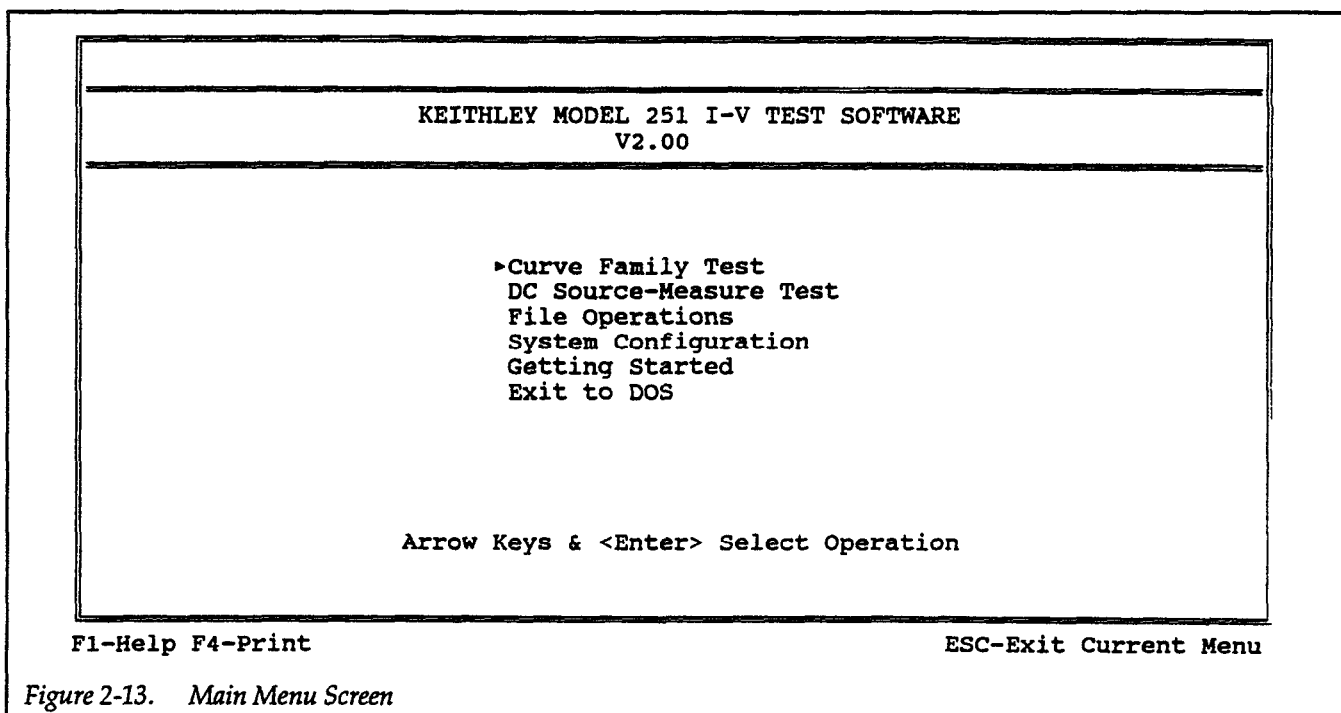 KEITHLEY MODEL 251 I-V TEST SOFTWARE
V2.00
▸Curve Family Test
DC Source-Measure Test
File Operations
System Configuration
Getting Started
Exit to DOS
Arrow Keys & <Enter> Select Operation
F1-Help F4-Print ESC-Exit Current Menu
Figure 2-13. Main Menu Screen